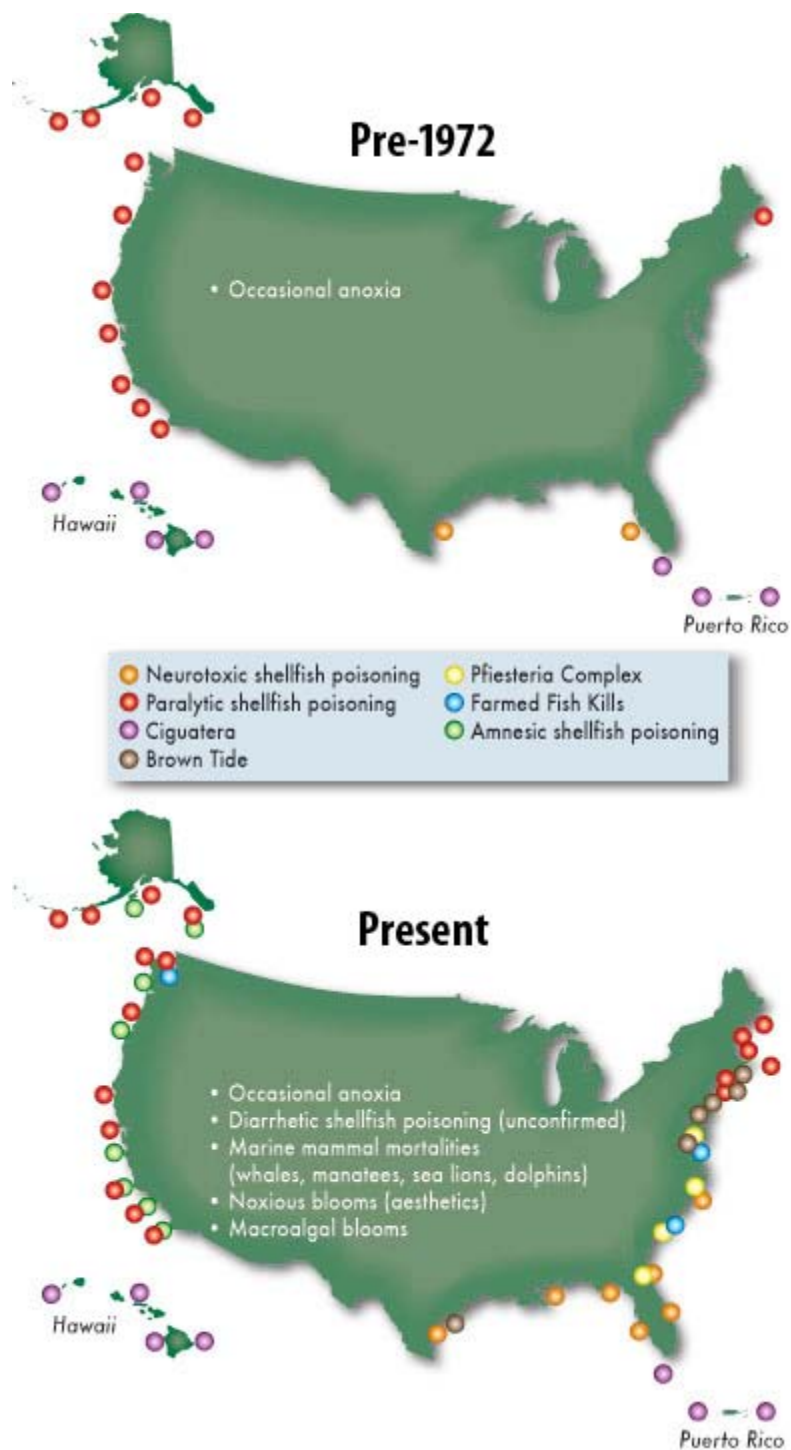 Pre-1972
• Occasional anoxia
Hawaii
Puerto Rico
Neurotoxic shellfish poisoning
Paralytic shellfish poisoning
Ciguatera
Brown Tide
Pfiesteria Complex
Farmed Fish Kills
Amnesic shellfish poisoning
Present
• Occasional anoxia
• Diarrhetic shellfish poisoning (unconfirmed)
• Marine mammal mortalities
(whales, manatees, sea lions, dolphins)
• Noxious blooms (aesthetics)
• Macroalgal blooms
Hawaii
Puerto Rico